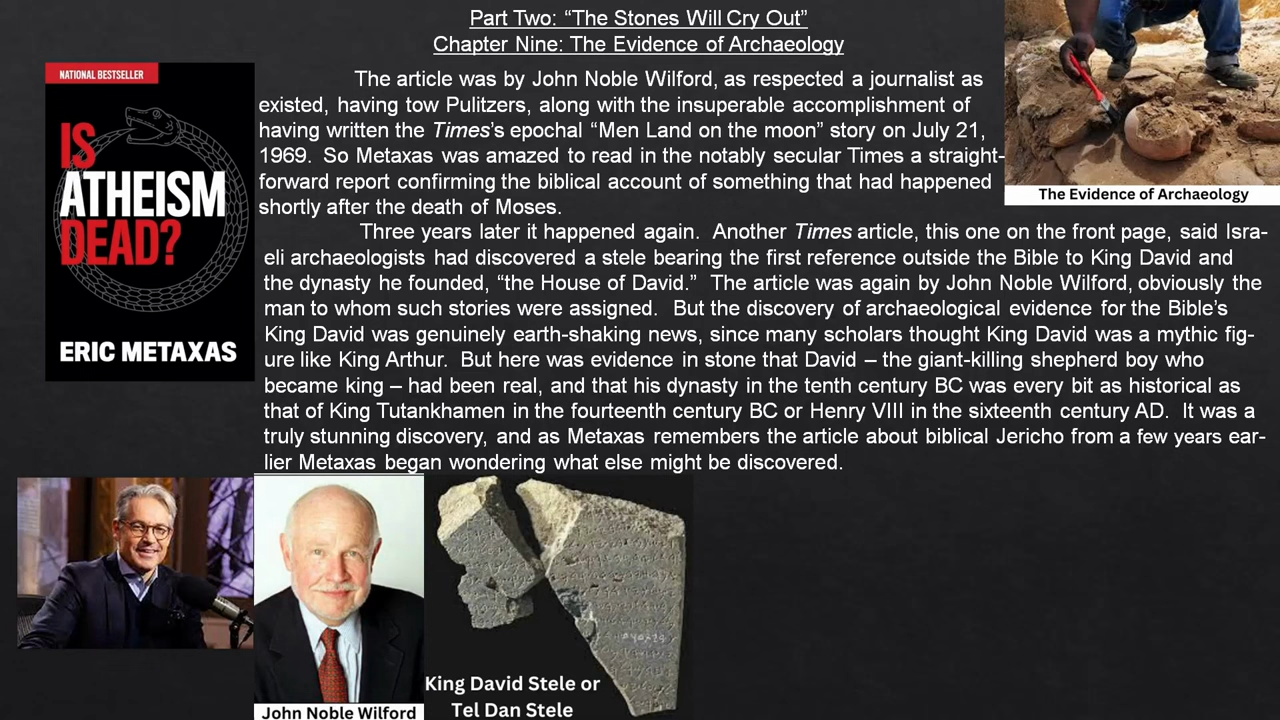 Part Two: “The Stones Will Cry Out”
Chapter Nine: The Evidence of Archaeology
The article was by John Noble Wilford, as respected a journalist as
existed, having tow Pulitzers, along with the insuperable accomplishment of
having written the Times’s epochal “Men Land on the moon” story on July 21,
1969. So Metaxas was amazed to read in the notably secular Times a straight-
forward report confirming the biblical account of something that had happened
shortly after the death of Moses.
Three years later it happened again. Another Times article, this one on the front page, said Isra-
eli archaeologists had discovered a stele bearing the first reference outside the Bible to King David and
the dynasty he founded, “the House of David.” The article was again by John Noble Wilford, obviously the
man to whom such stories were assigned. But the discovery of archaeological evidence for the Bible’s
King David was genuinely earth-shaking news, since many scholars thought King David was a mythic fig-
ure like King Arthur. But here was evidence in stone that David – the giant-killing shepherd boy who
became king – had been real, and that his dynasty in the tenth century BC was every bit as historical as
that of King Tutankhamen in the fourteenth century BC or Henry VIII in the sixteenth century AD. It was a
truly stunning discovery, and as Metaxas remembers the article about biblical Jericho from a few years ear-
lier Metaxas began wondering what else might be discovered.
NATIONAL BESTSELLER
IS
ATHEISM
DEAD?
ERIC METAXAS
The Evidence of Archaeology
John Noble Wilford
King David Stele or
Tel Dan Stele